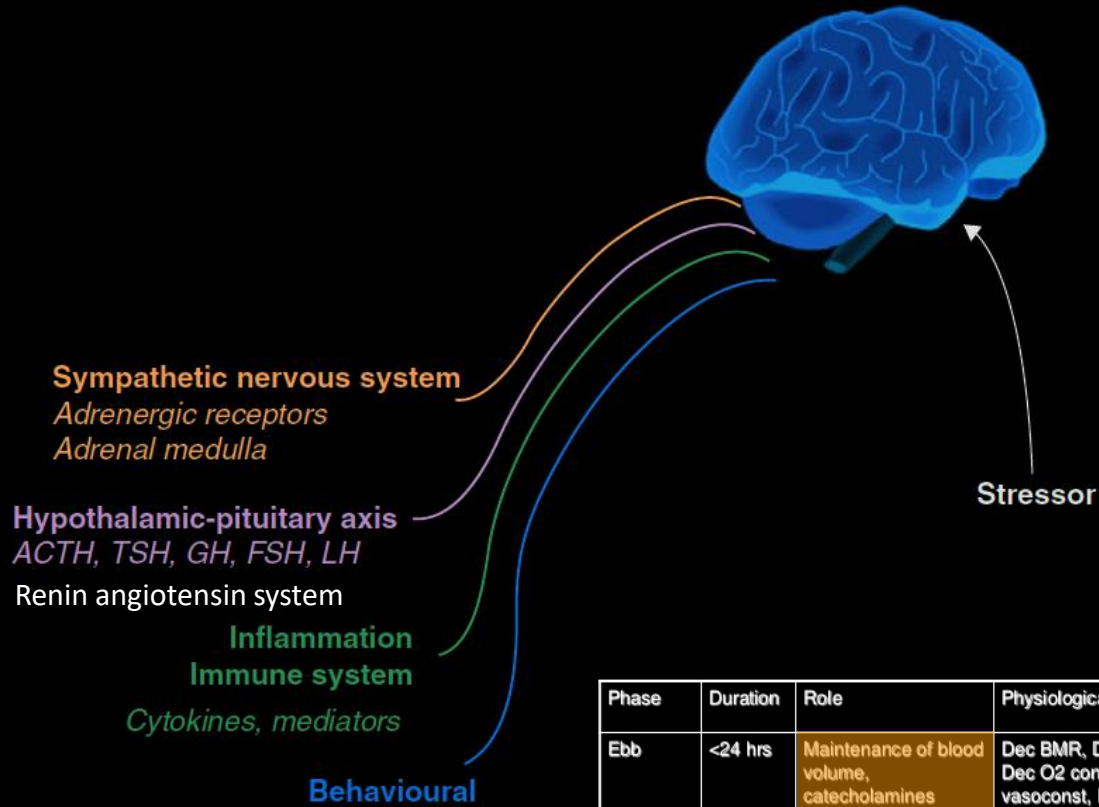 Sympathetic nervous system
Adrenergic receptors
Adrenal medulla
Stressor
Hypothalamic-pituitary axis
ACTH, TSH, GH, FSH, LH
Renin angiotensin system
Inflammation
Immune system
Cytokines, mediators
Behavioural
Phase Duration Role
Ebb <24 hrs Maintenance of blood Dec BMR,
volume, Dec O2
catecholamines vasoconst,